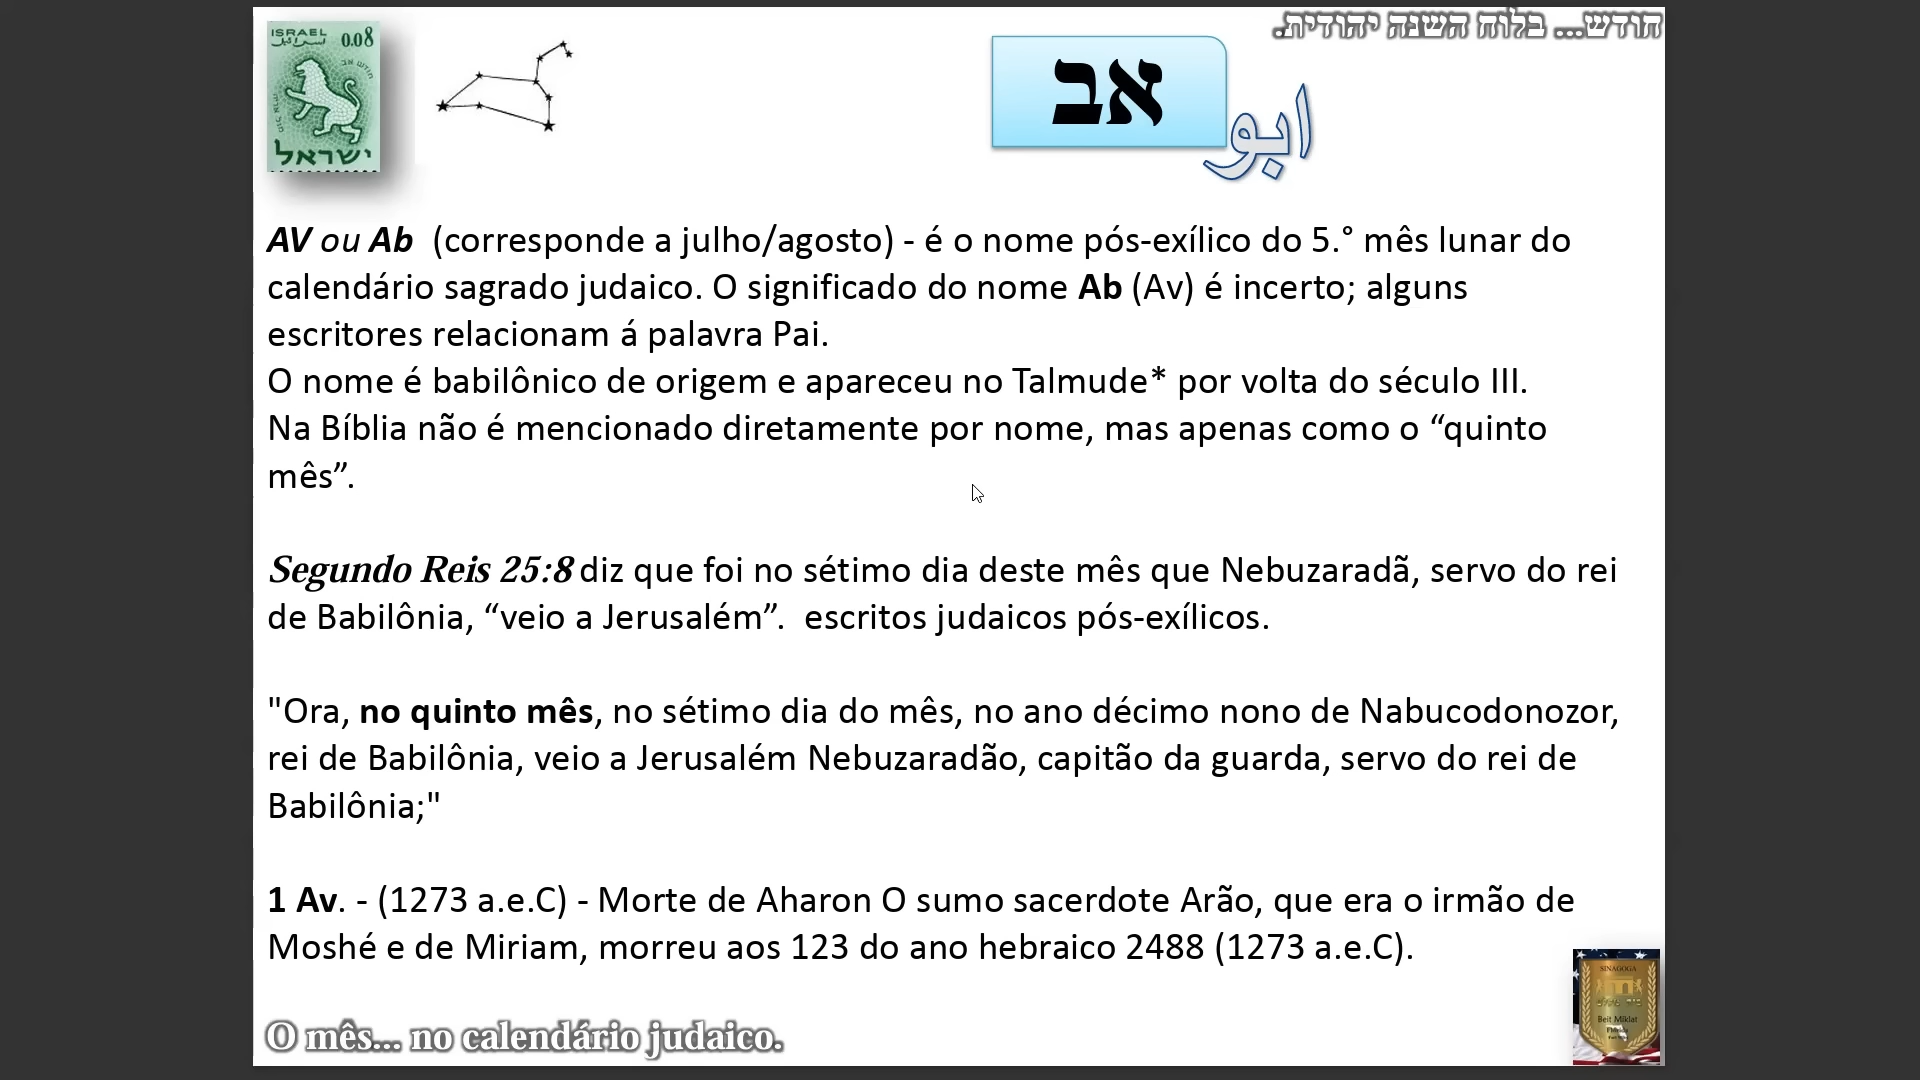 חודש... בלוח השנה יהודית.
ISRAEL
اسرائيل
0.08
חודש אב
ישראל
אב
ابو
AV ou Ab (corresponde a julho/agosto) - é o nome pós-exílico do 5.° mês lunar do
calendário sagrado judaico. O significado do nome Ab (Av) é incerto; alguns
escritores relacionam á palavra Pai.
O nome é babilônico de origem e apareceu no Talmude* por volta do século III.
Na Bíblia não é mencionado diretamente por nome, mas apenas como o “quinto
mês”.
Segundo Reis 25:8 diz que foi no sétimo dia deste mês que Nebuzaradã, servo do rei
de Babilônia, “veio a Jerusalém”. escritos judaicos pós-exílicos.
"Ora, no quinto mês, no sétimo dia do mês, no ano décimo nono de Nabucodonozor,
rei de Babilônia, veio a Jerusalém Nebuzaradão, capitão da guarda, servo do rei de
Babilônia;"
1 Av. - (1273 a.e.C) - Morte de Aharon O sumo sacerdote Arão, que era o irmão de
Moshé e de Miriam, morreu aos 123 do ano hebraico 2488 (1273 a.e.C).
O mês... no calendário judaico.
SINAGOGA
Beit Miklat